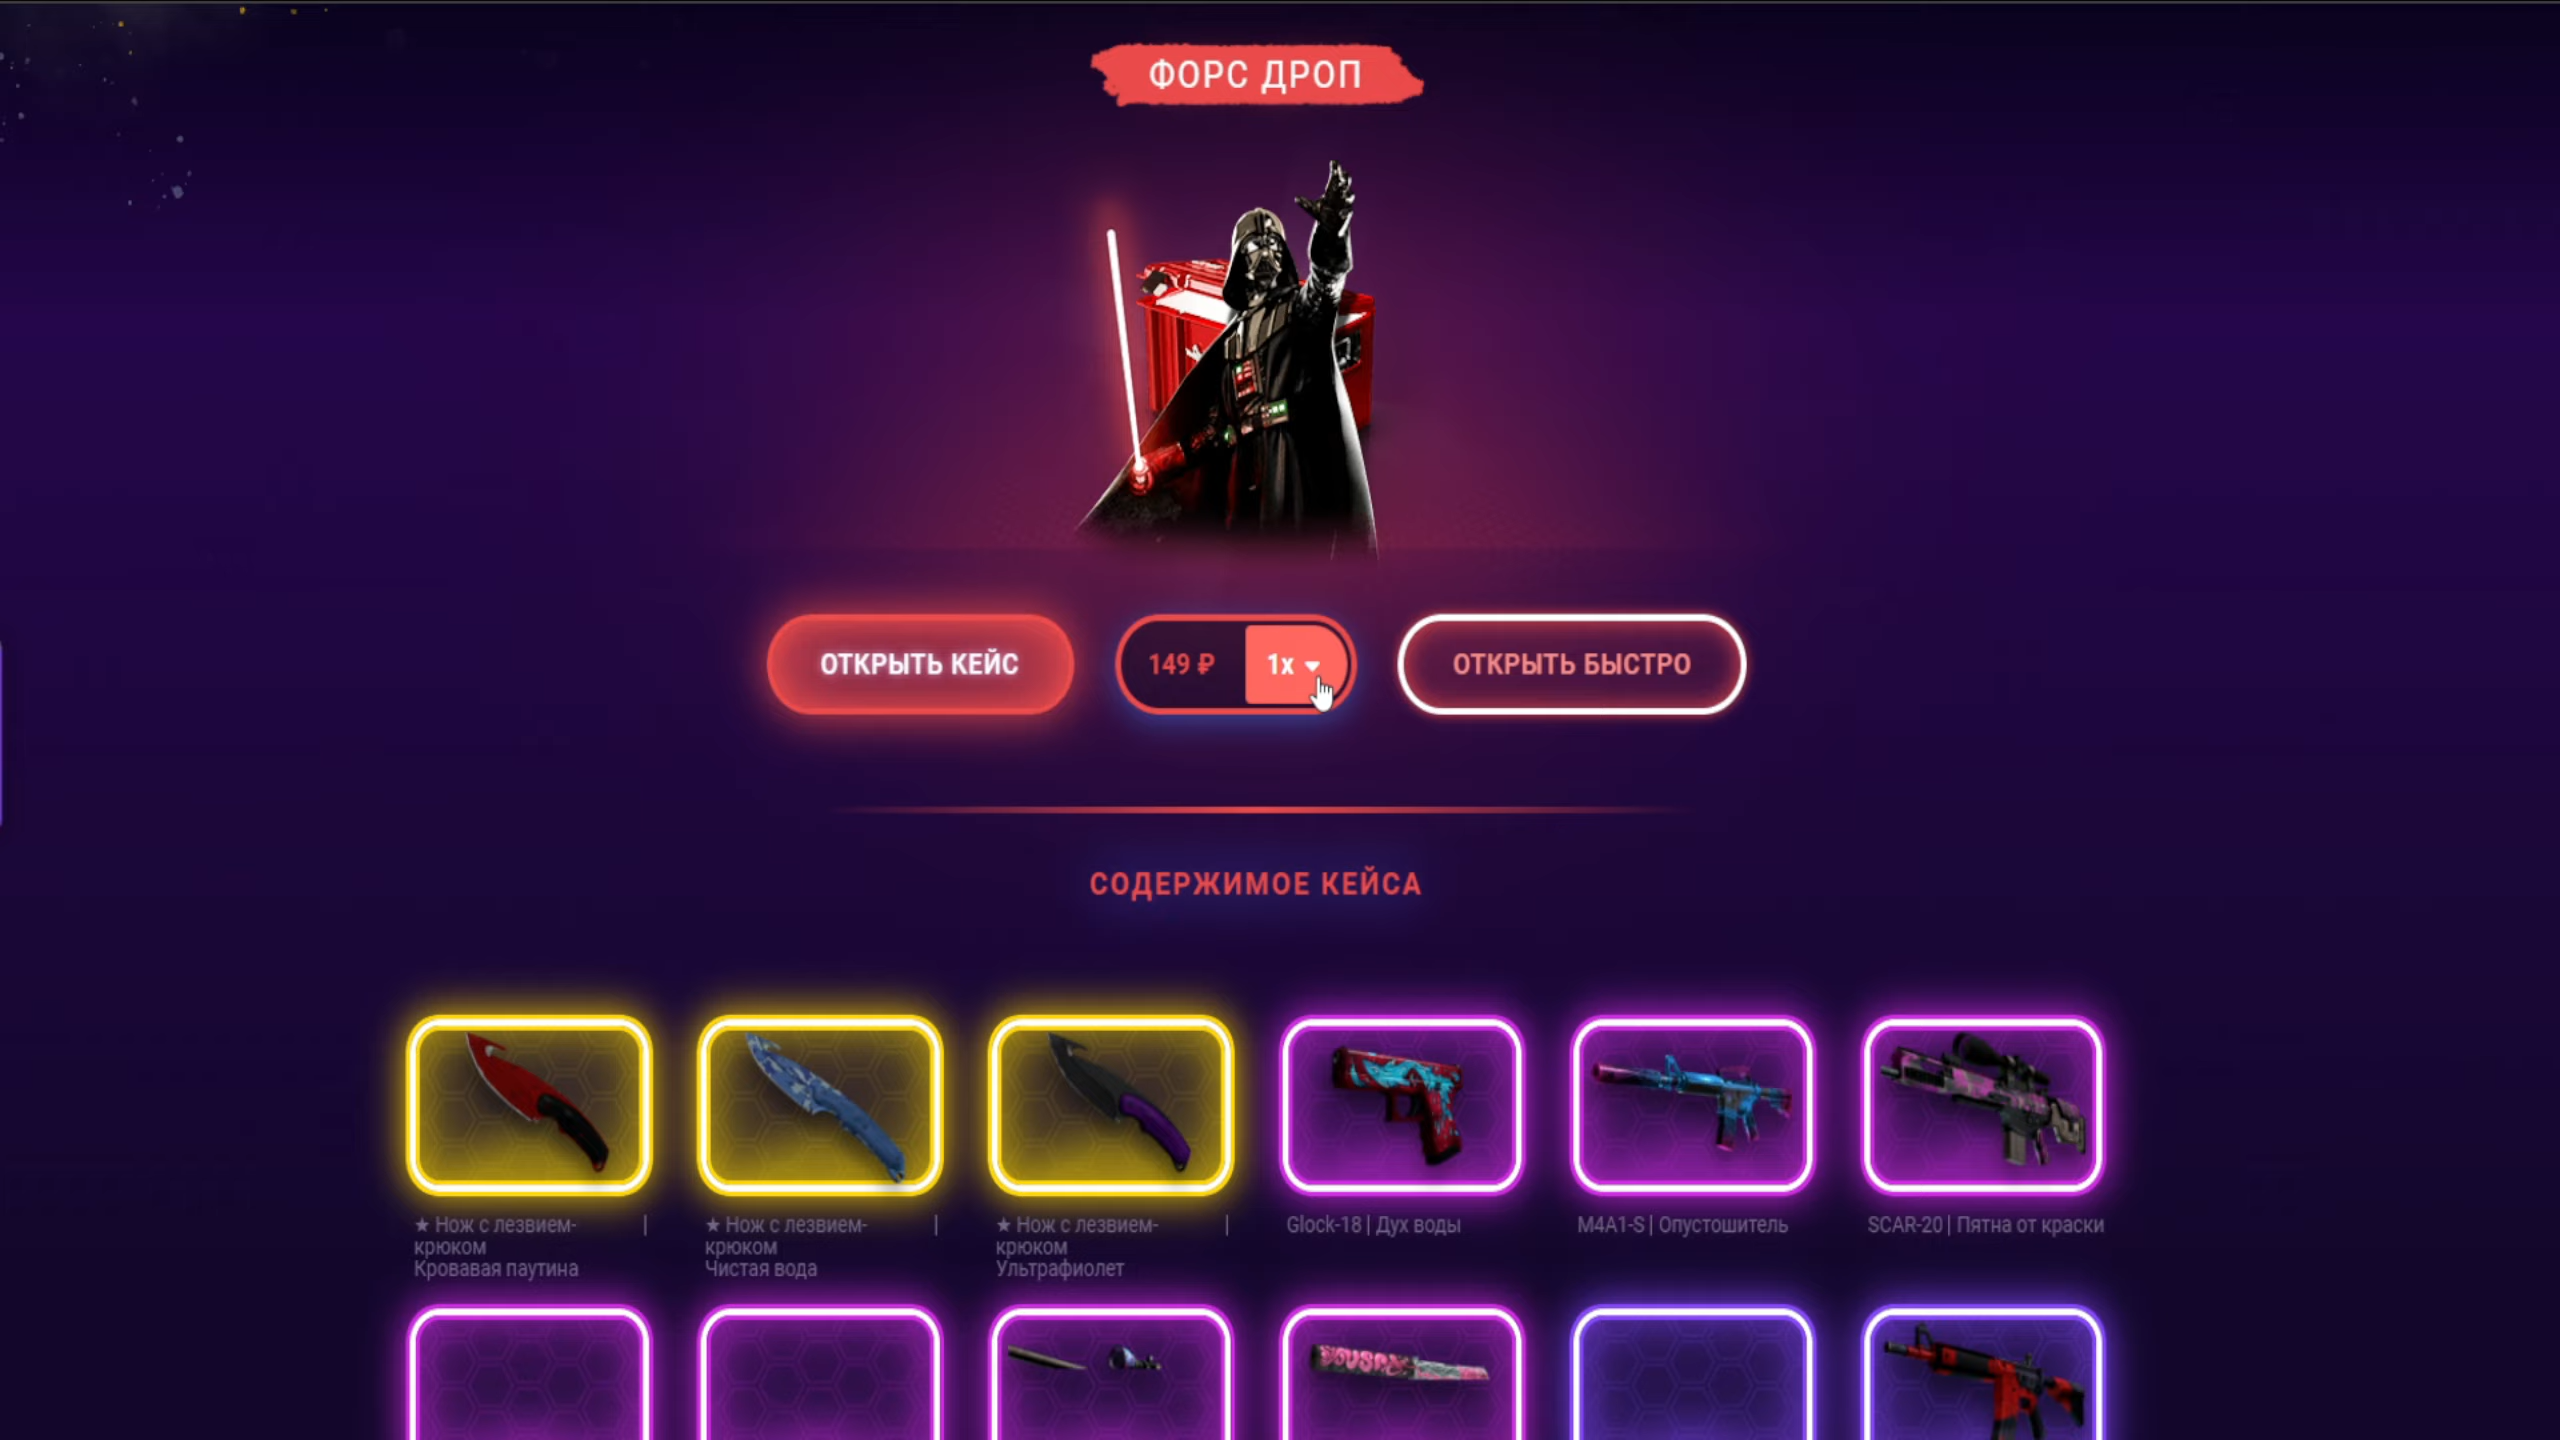 ФОРС ДРОП
ОТКРЫТЬ КЕЙС
149 ₽
1x
ОТКРЫТЬ БЫСТРО
СОДЕРЖИМОЕ КЕЙСА
★ Нож с лезвием- |
крюком
Кровавая паутина
★ Нож с лезвием- |
крюком
Чистая вода
★ Нож с лезвием- |
крюком
Ультрафиолет
Glock-18 | Дух воды
M4A1-S | Опустошитель
SCAR-20 | Пятна от краски